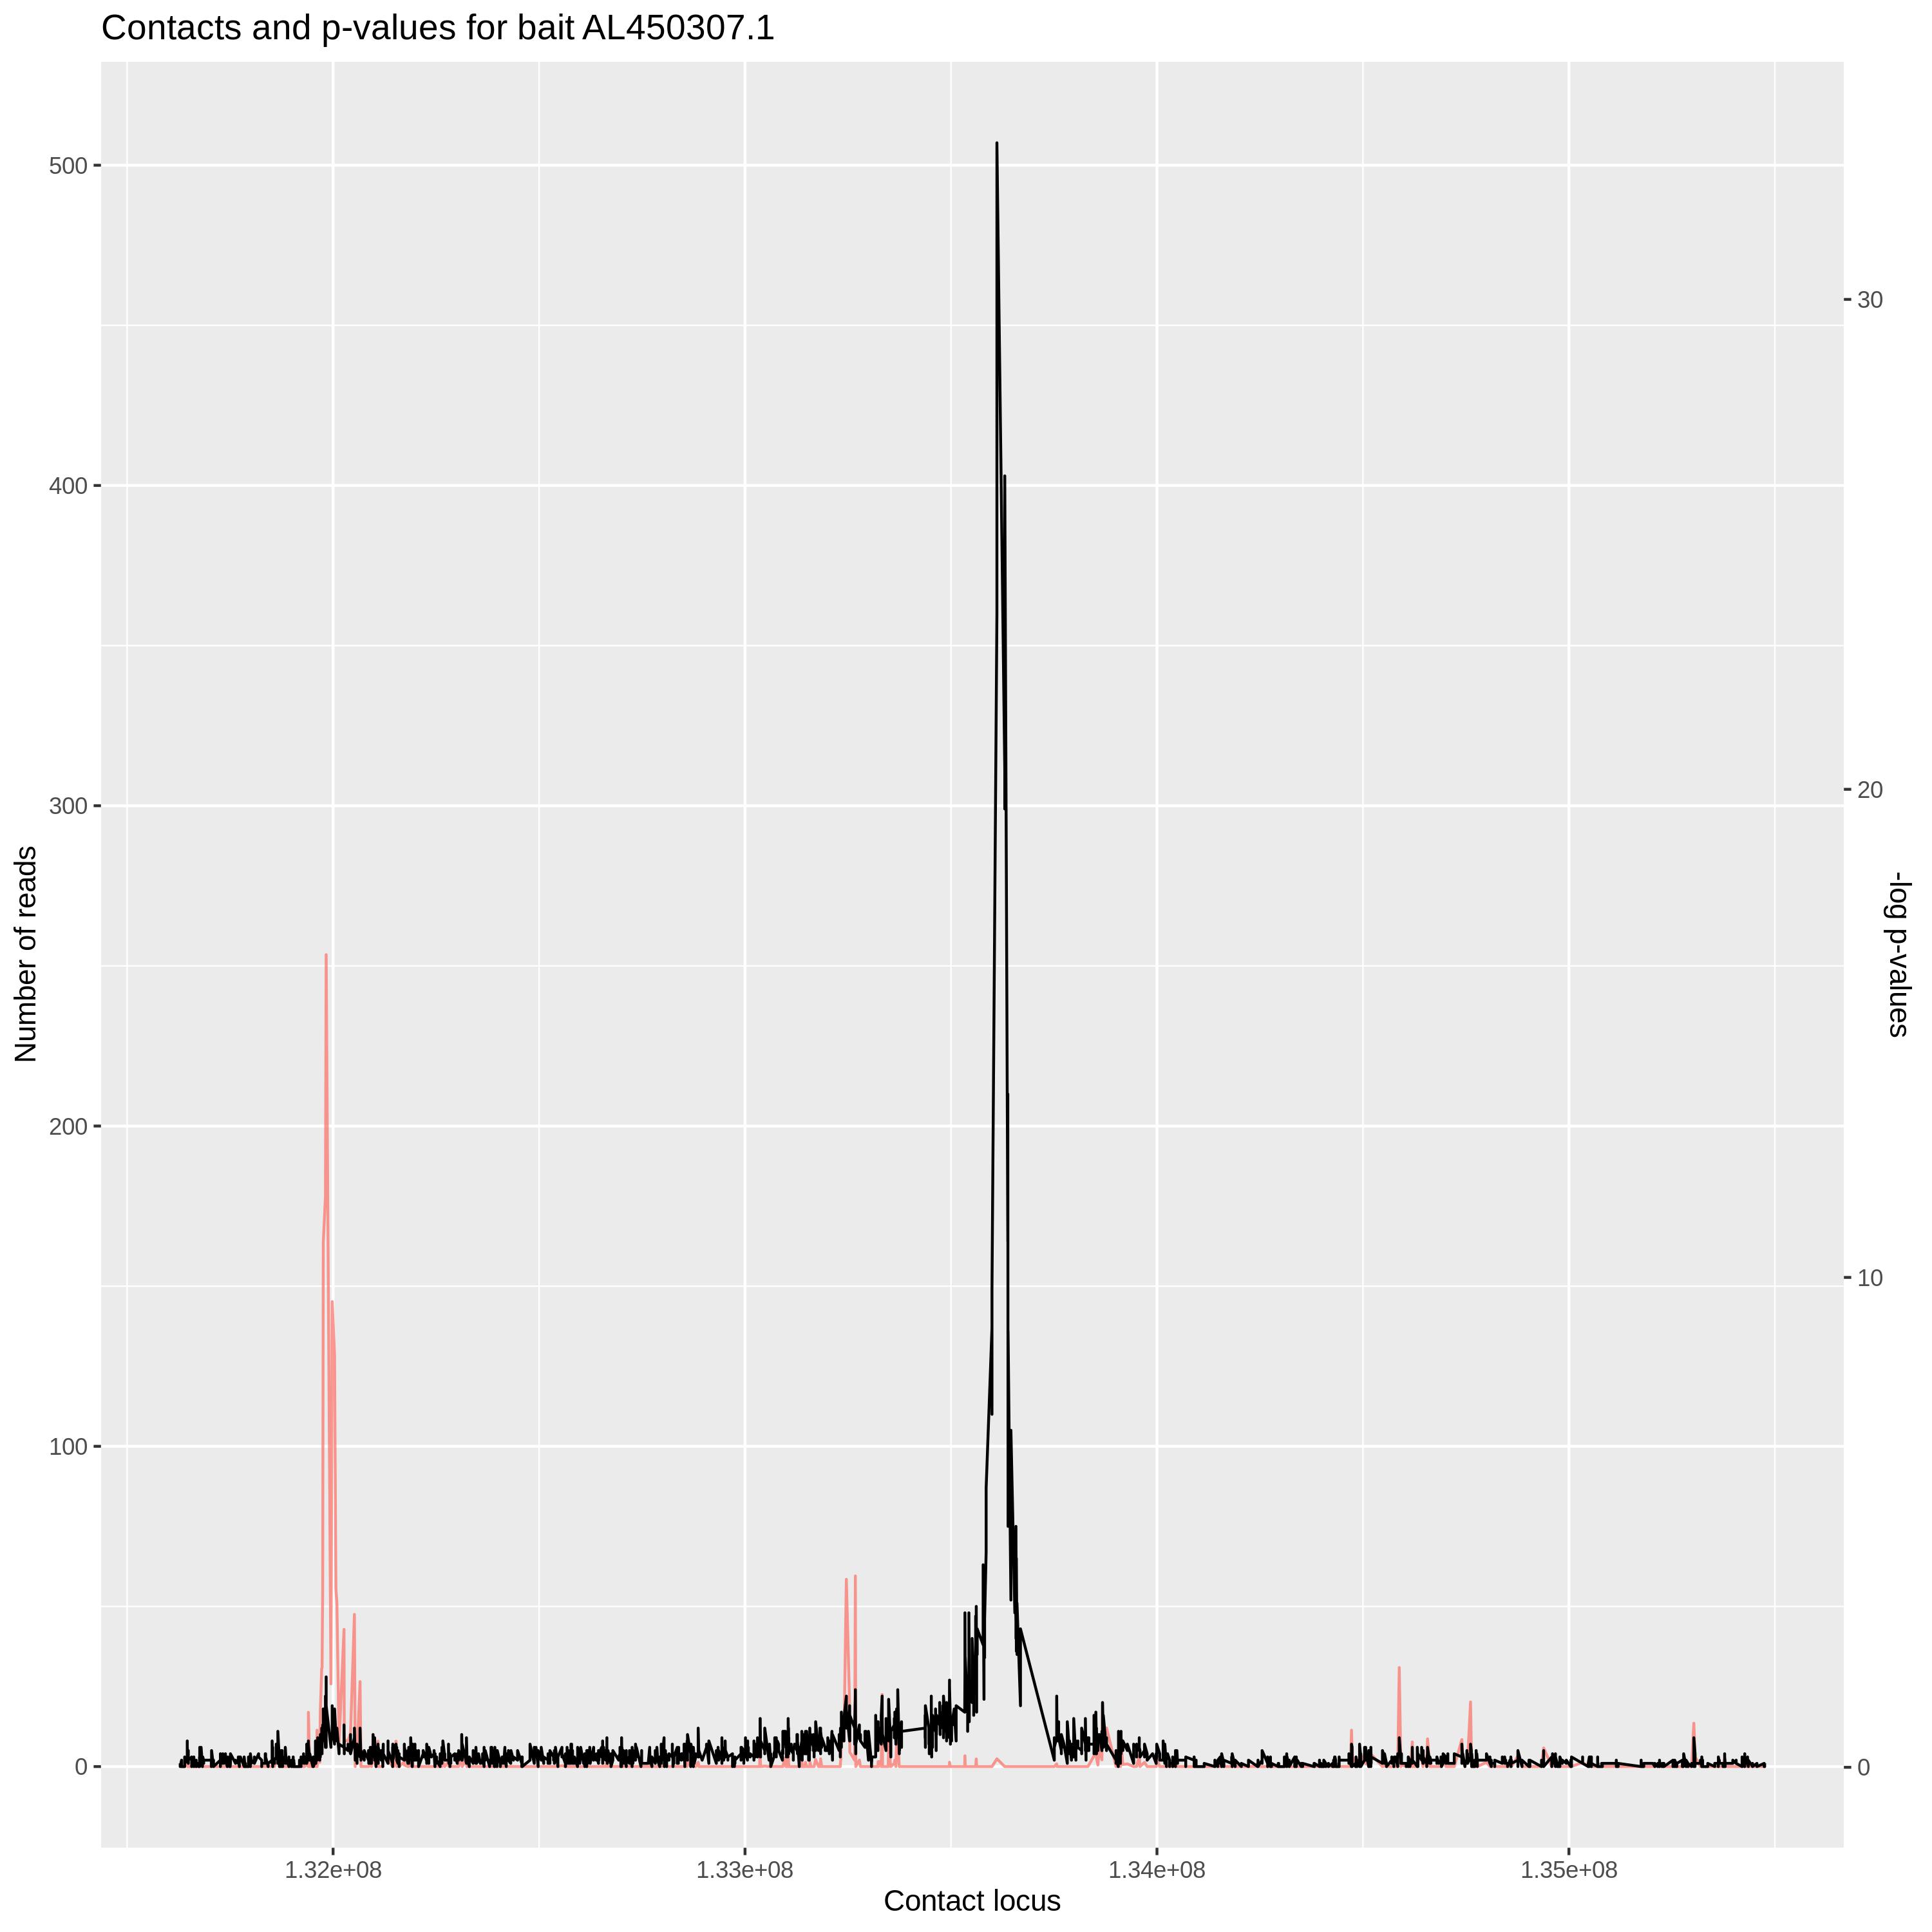 Contacts and p-values for bait AL450307.1
500
400
300
200
100
0
Number of reads
30
20
10
0
-log p-values
1.32e+08
1.33e+08
1.34e+08
1.35e+08
Contact locus